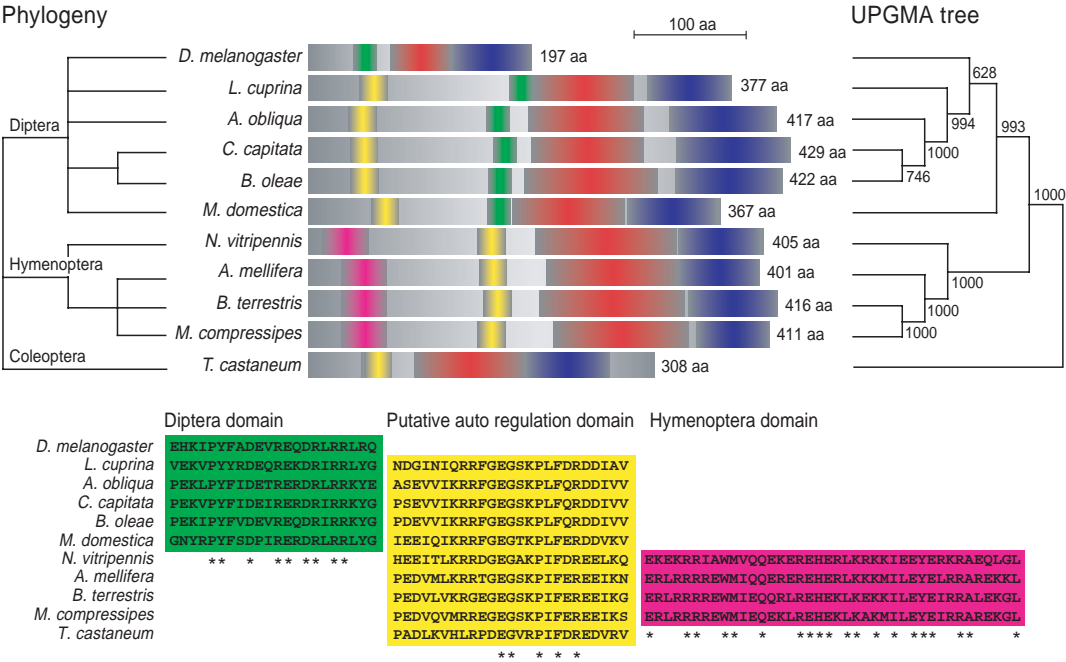 Phylogeny
100 aa
UPGMA tree
Diptera
Hymenoptera
Coleoptera
D. melanogaster
197 aa
L. cuprina
377 aa
A. obliqua
417 aa
C. capitata
429 aa
B. oleae
422 aa
M. domestica
367 aa
N. vitripennis
405 aa
A. mellifera
401 aa
B. terrestris
416 aa
M. compressipes
411 aa
T. castaneum
308 aa
628
994
993
1000
746
1000
1000
1000
1000
Diptera domain Putative auto regulation domain Hymenoptera domain
D. melanogaster EHKIPYFADEVREQDRLRRLRQ
L. cuprina VEKVPYYRDEQREKDRIRRLYG NDGINIQRRFGEGSKPLFDRDDIAV
A. obliqua PEKLPYFIDETRERDRLRRKYE ASEVVIKRRFGEGSKPLFQRDDIVV
C. capitata PEKVPYFIDEIRERDRIRRKYG PSEVVIKRRFGEGSKPLFQRDDIVV
B. oleae PEKIPYFVDEVREQDRIRRKYG PDEVVIKRRFGEGSKPLFQRDDIVV
M. domestica GNYRPYFSDPIRERDRLRRLYG IEEIQIKRRFGEGTKPLFDRDDVKV
** * ** ** **
N. vitripennis HEEITLKRRDGEGAKPIFDREELKQ EKEKRRIAWMVQQEKEREHERLKRKKIEEYERKRAEQLGL
A. mellifera PEDVMLKRRTGEGSKPIFEREEIKN ERLRRRREWMIQQEREREHERLKKKMILEYELRRAREKKL
B. terrestris PEDVLVKRGEGEGSKPIFEREEIKG ERLRRRREWMIQQERLREHEKLKEKKILEYEIRRALEKGL
M. compressipes PEDVQVMRREGEGSKPIFEREEIKS ERLRRRREWMIEQEREREHEKLKAKMILEYEIRRAREKGL
T. castaneum PADLKVHLRPDEGVRPIFDREDVRV * ** ** * **** ** * *** ** *
** * * *